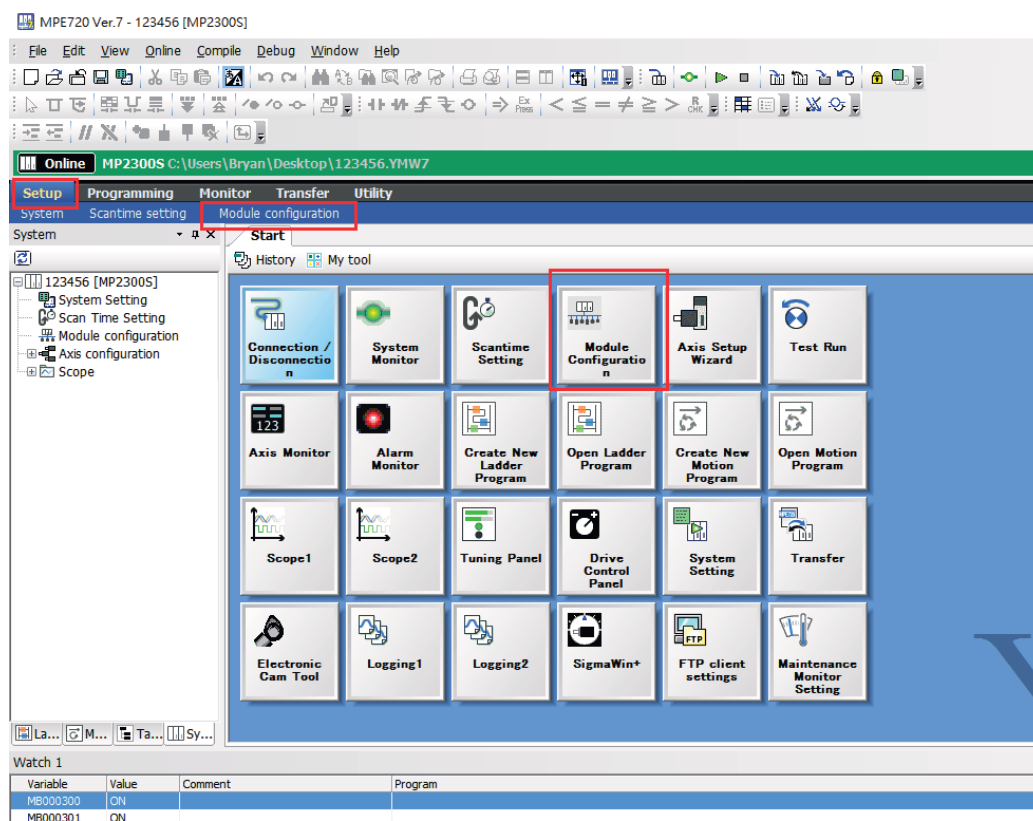 MPE720 Ver.7 - 123456 [MP2300S]
File Edit View Online Compile Debug Window Help
Online MP2300S C:\Users\Bryan\Desktop\123456.YMW7
Setup Programming Monitor Transfer Utility
System Scantime setting Module configuration
System
Start
History My tool
123456 [MP2300S]
System Setting
Scan Time Setting
Module configuration
Axis configuration
Scope
Connection /
Disconnectio
n
System
Monitor
Scantime
Setting
Module
Configuratio
n
Axis Setup
Wizard
Test Run
123
Axis Monitor
Alarm
Monitor
Create New
Ladder
Program
Open Ladder
Program
Create New
Motion
Program
Open Motion
Program
Scope1
Scope2
Tuning Panel
Drive
Control
Panel
System
Setting
Transfer
Electronic
Cam Tool
Logging1
Logging2
SigmaWin+
FTP
FTP client
settings
Maintenance
Monitor
Setting
La... M... Ta... Sy...
Watch 1
Variable Value Comment Program
MB000300 ON
MB000301 ON